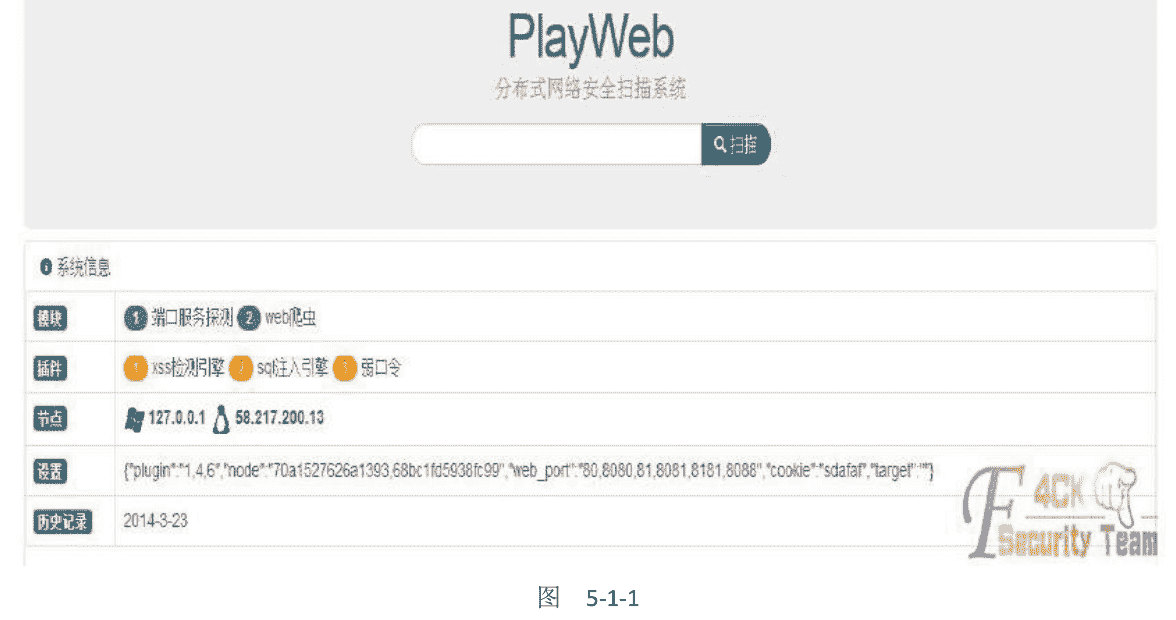 PlayWeb
分布式网络安全扫描系统
扫描
系统信息
模块 1 端口服务探测 2 web爬虫
插件 1 xss检测引擎 2 sql注入引擎 3 弱口令
节点 127.0.0.1 58.217.200.13
设置 {"plugin":"1,4,6","node":"70a1527626a1393,68bc1fd5938fc99","web_port":"80,8080,81,8081,8181,8088","cookie":"sdafaf","target":""}
历史记录 2014-3-23
F4CK
Security Team
图 5-1-1